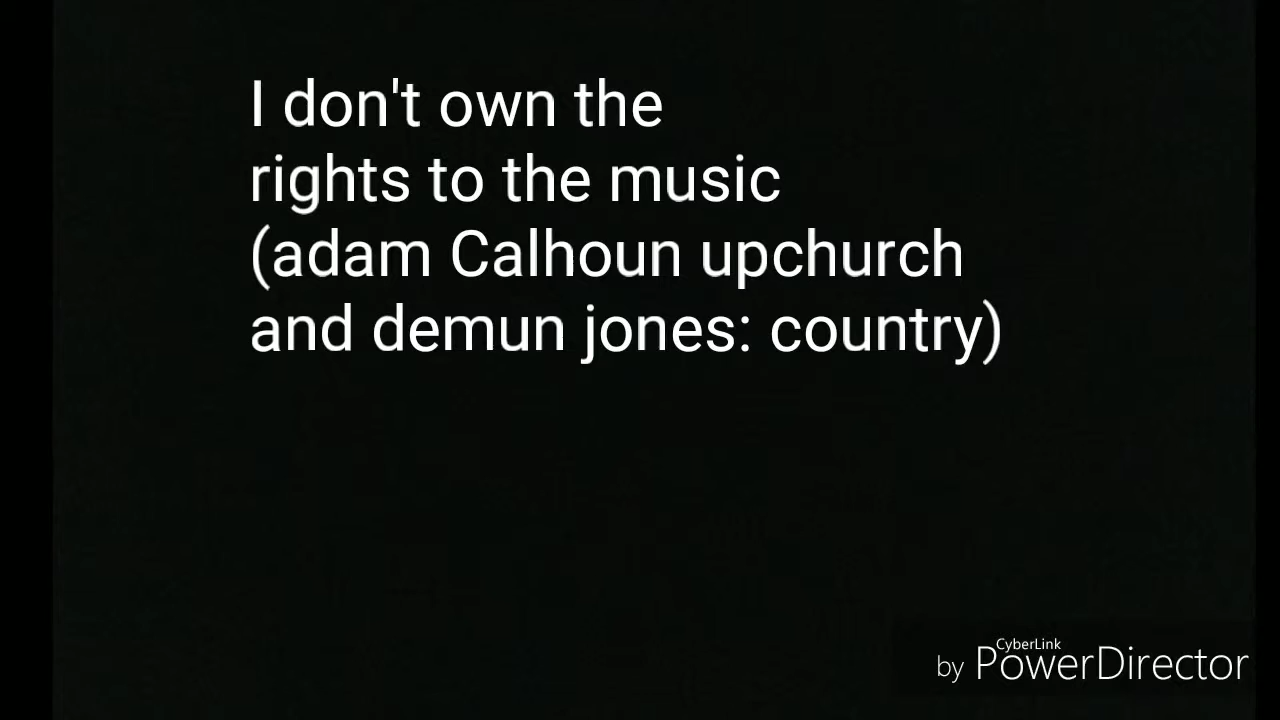 I don't own the
rights to the music
(adam Calhoun upchurch
and demun jones: country)
CyberLink
by PowerDirector